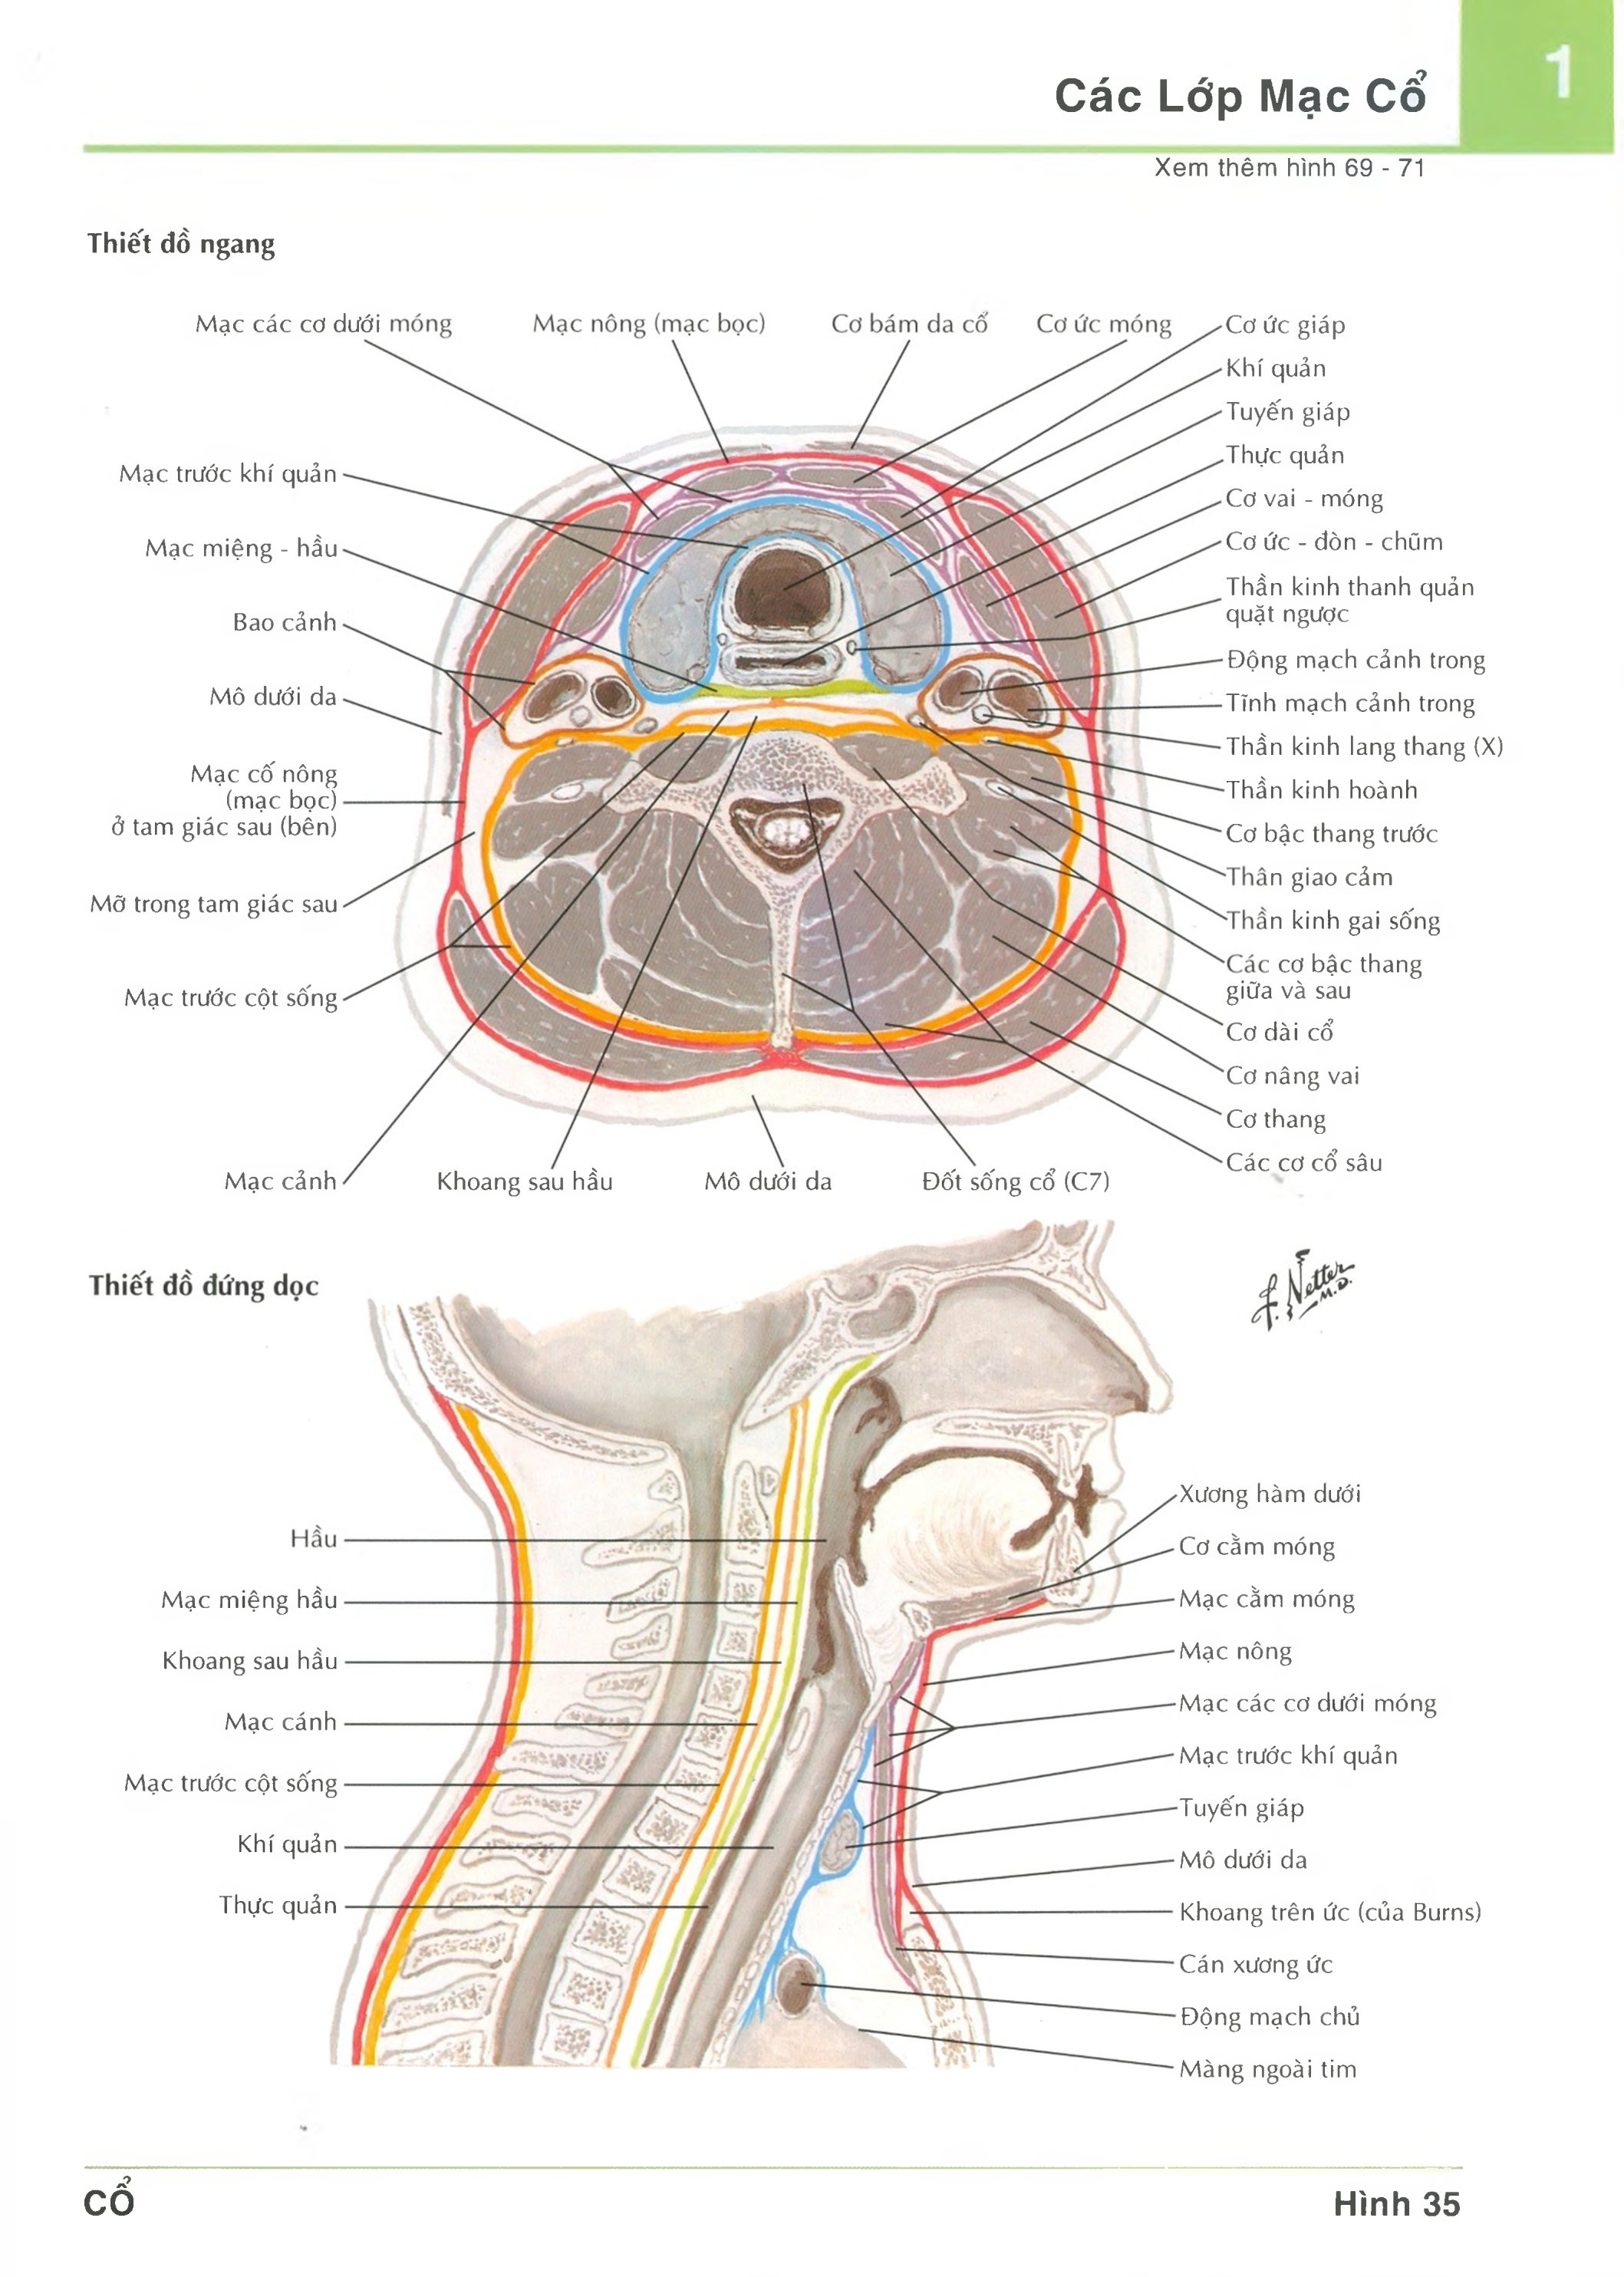 1
Các Lớp Mạc Cổ
Xem thêm hình 69 - 71
Thiết đồ ngang
Mạc các cơ dưới móng
Mạc nông (mạc bọc)
Cơ bám da cổ
Cơ ức móng
Cơ ức giáp
Khí quản
Tuyến giáp
Thực quản
Cơ vai - móng
Cơ ức - đòn - chũm
Thần kinh thanh quản
quặt ngược
Động mạch cảnh trong
Tĩnh mạch cảnh trong
Thần kinh lang thang (X)
Thần kinh hoành
Cơ bậc thang trước
Thân giao cảm
Thần kinh gai sống
Các cơ bậc thang
giữa và sau
Cơ dài cổ
Cơ nâng vai
Cơ thang
Các cơ cổ sâu
Mạc trước khí quản
Mạc miệng - hầu
Bao cảnh
Mô dưới da
Mạc cố nông
(mạc bọc)
ở tam giác sau (bên)
Mỡ trong tam giác sau
Mạc trước cột sống
Mạc cảnh
Khoang sau hầu
Mô dưới da
Đốt sống cổ (C7)
Thiết đồ đứng dọc
F. Netter
M.D.
Hầu
Mạc miệng hầu
Khoang sau hầu
Mạc cánh
Mạc trước cột sống
Khí quản
Thực quản
Xương hàm dưới
Cơ cằm móng
Mạc cằm móng
Mạc nông
Mạc các cơ dưới móng
Mạc trước khí quản
Tuyến giáp
Mô dưới da
Khoang trên ức (của Burns)
Cán xương ức
Động mạch chủ
Màng ngoài tim
CỔ
Hình 35